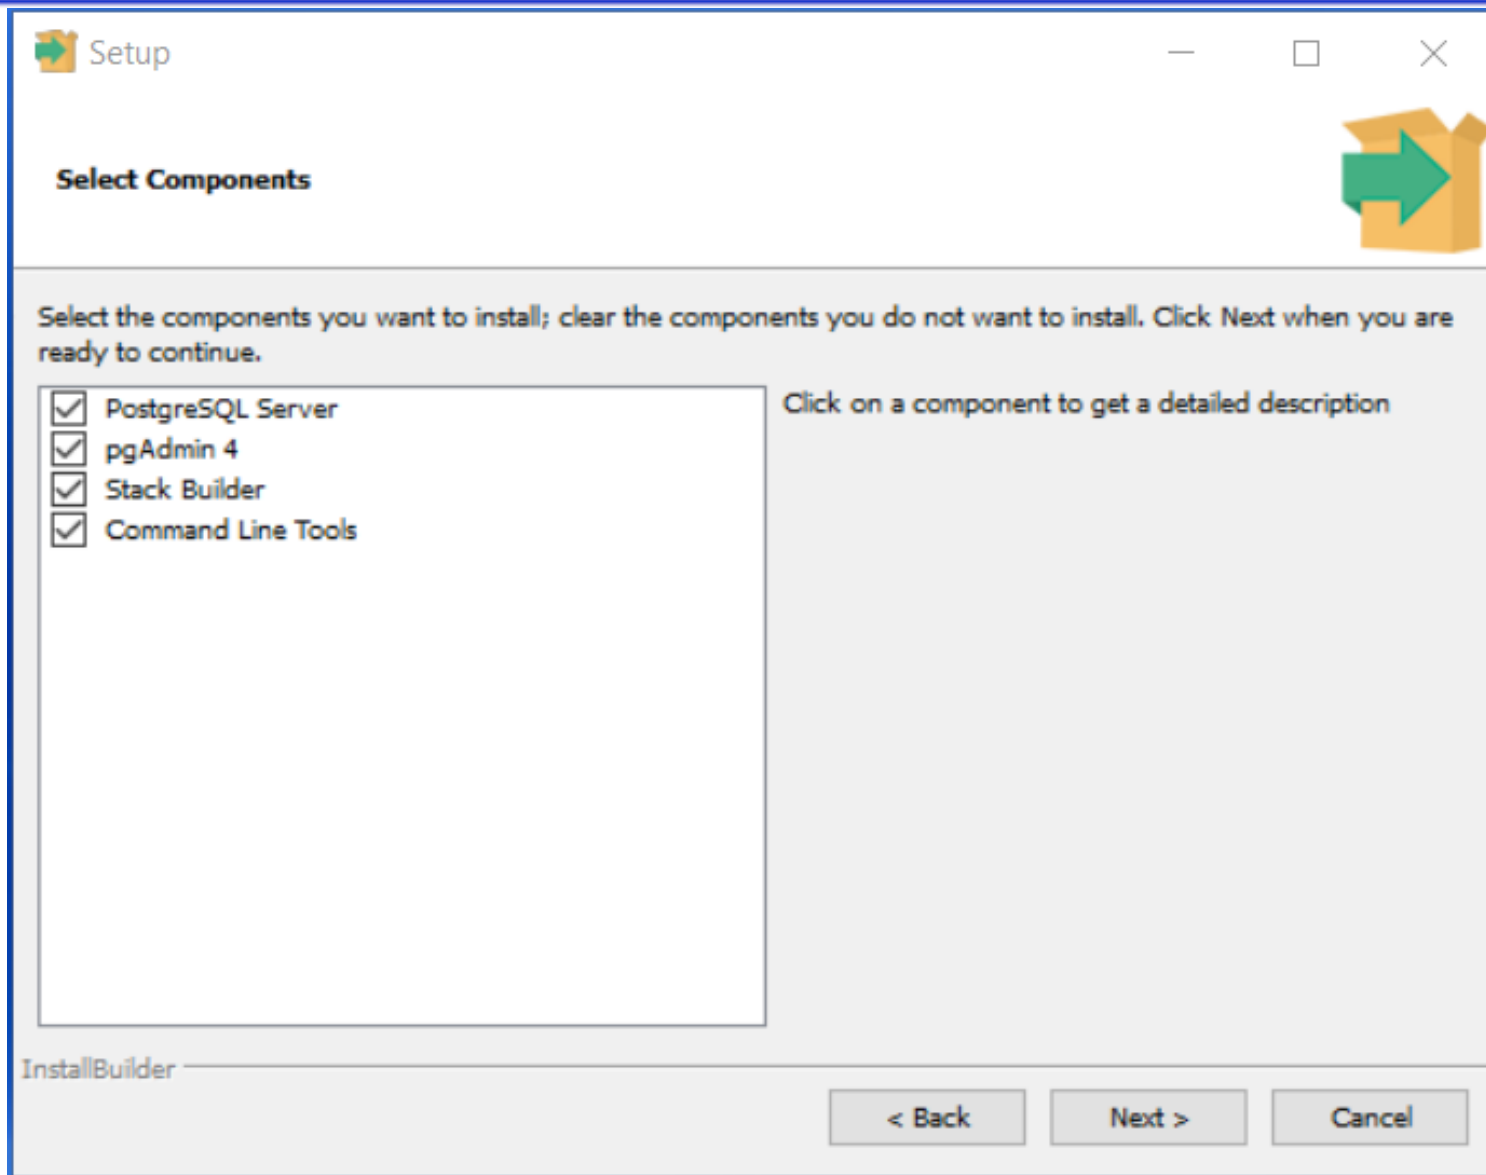 Setup
Select Components
Select the components you want to install; clear the components you do not want to install. Click Next when you are
ready to continue.
PostgreSQL Server
Click on a component to get a detailed description
pgAdmin 4
Stack Builder
Command Line Tools
InstallBuilder
< Back
Next >
Cancel